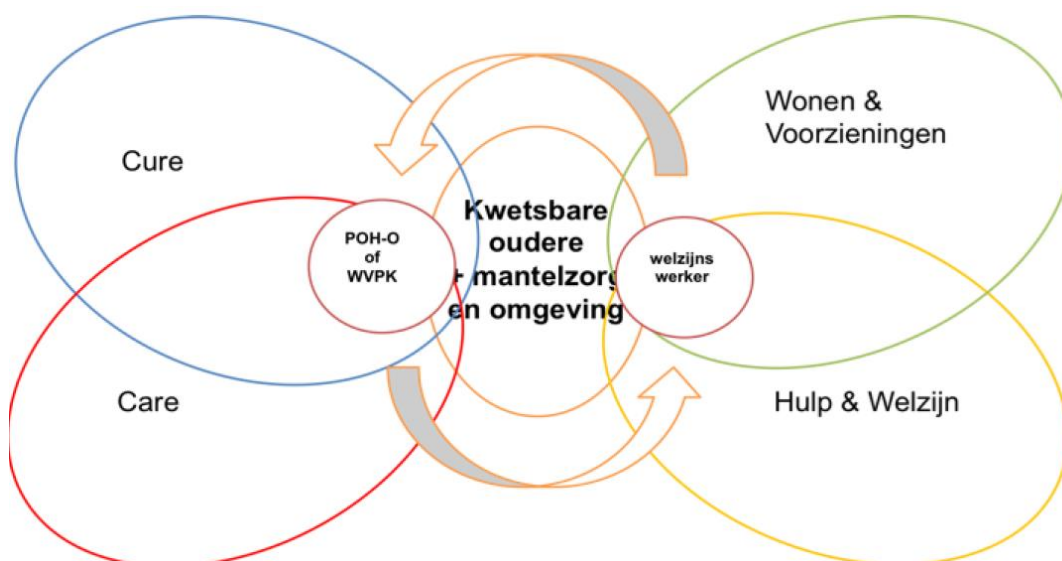 Cure
Wonen &
Voorzieningen
Kwetsbare
oudere
+ mantelzorg
en omgeving
POH-O
of
WVPK
welzijns
werker
Care
Hulp & Welzijn